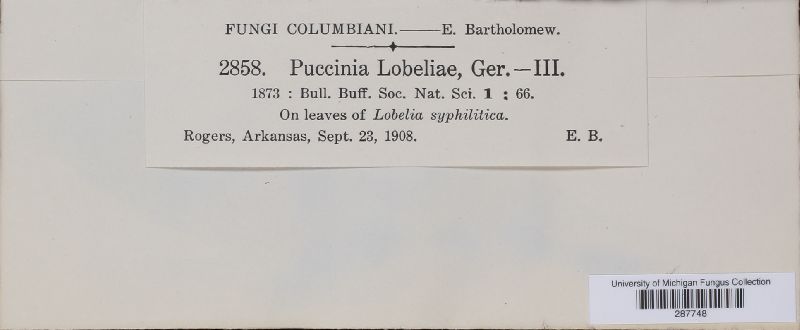 FUNGI COLUMBIANI.——E. Bartholomew.
2858. Puccinia Lobeliae, Ger.—III.
1873 : Bull. Buff. Soc. Nat. Sci. 1 : 66.
On leaves of Lobelia syphilitica.
Rogers, Arkansas, Sept. 23, 1908. E. B.
University of Michigan Fungus Collection
287748